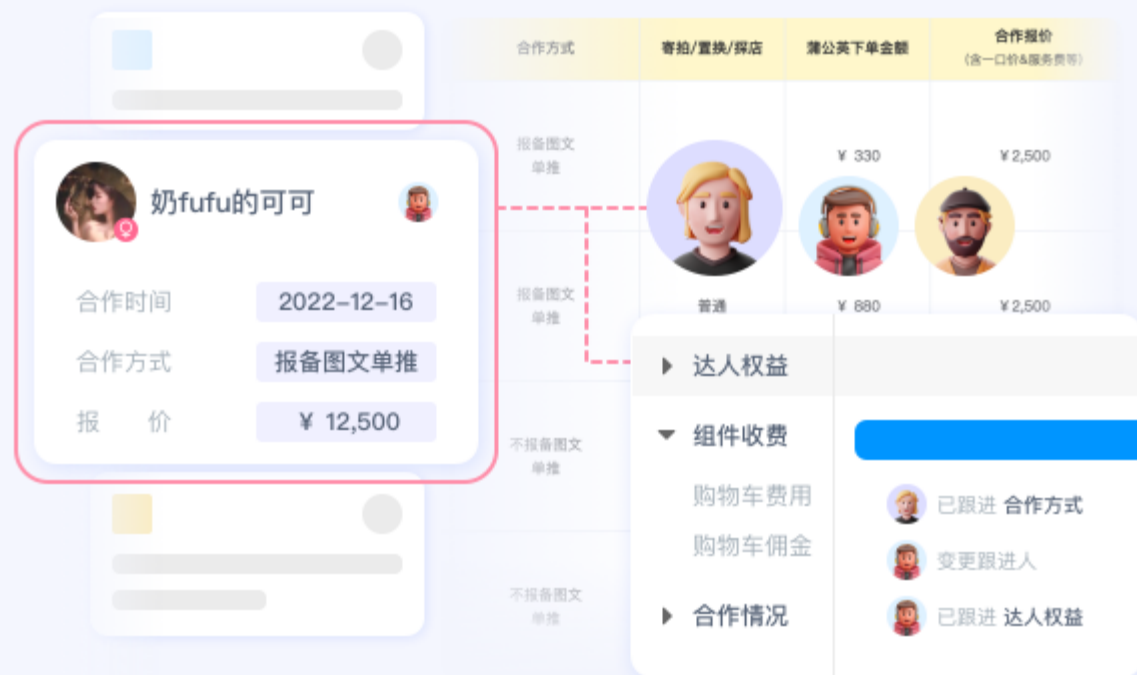 合作方式
寄拍/置换/探店
蒲公英下单金额
合作报价
（含一口价&服务费等）
报备图文
单推
¥ 330
¥2,500
奶fufu的可可
合作时间
2022-12-16
合作方式
报备图文单推
报 价
¥ 12,500
报备图文
单推
普通
¥ 880
¥2,500
不报备图文
单推
不报备图文
单推
达人权益
组件收费
购物车费用
购物车佣金
合作情况
已跟进 合作方式
变更跟进人
已跟进 达人权益